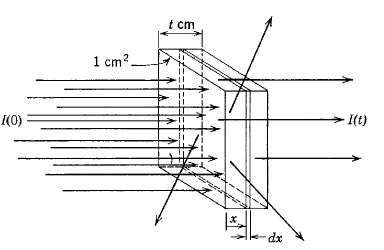 t cm
1 cm²
I(0)
I(t)
x
dx